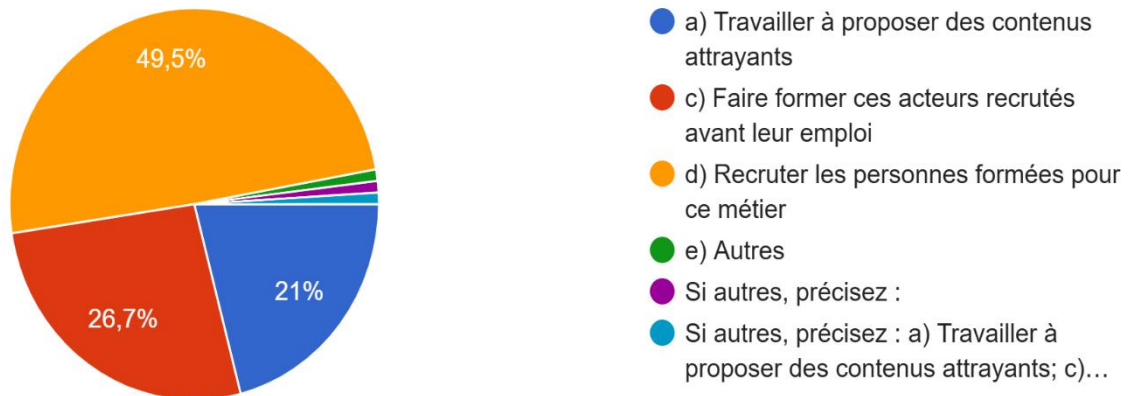 49,5%
26,7%
21%
a) Travailler à proposer des contenus
attrayants
c) Faire former ces acteurs recrutés
avant leur emploi
d) Recruter les personnes formées pour
ce métier
e) Autres
Si autres, précisez :
Si autres, précisez : a) Travailler à
proposer des contenus attrayants; c)…